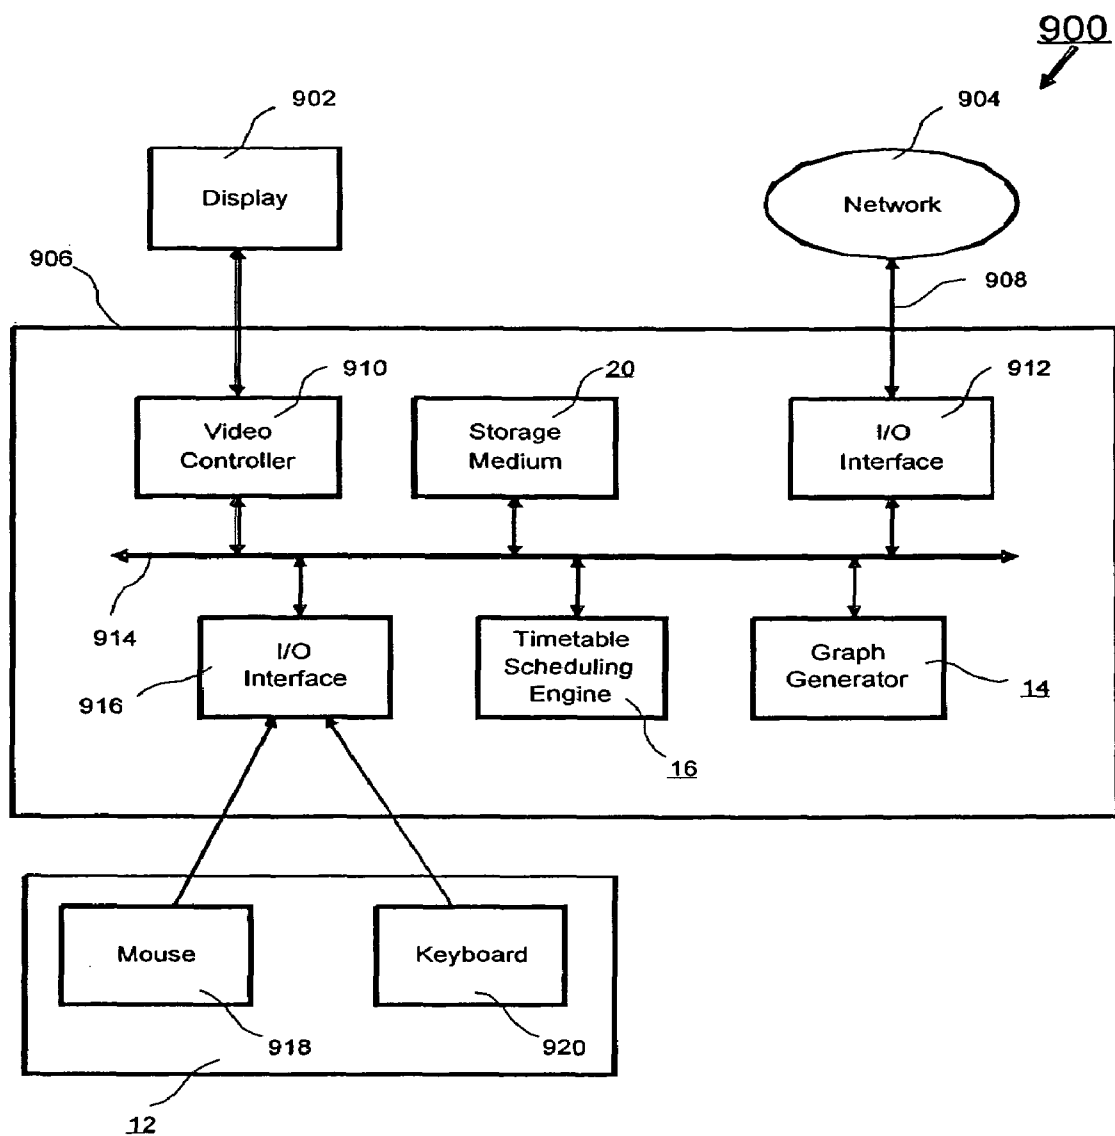 900
902
904
Display
Network
906
908
910
20
912
Video
Controller
Storage
Medium
I/O
Interface
914
I/O
Interface
Timetable
Scheduling
Engine
Graph
Generator
916
16
14
Mouse
Keyboard
918
920
12